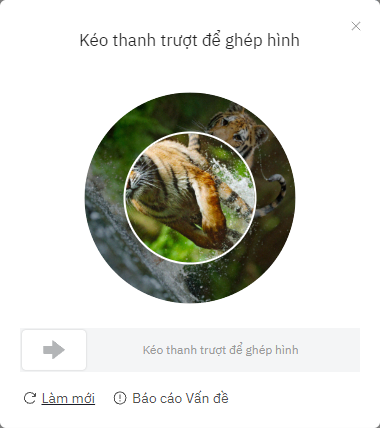 Kéo thanh trượt để ghép hình
Kéo thanh trượt để ghép hình
Làm mới
Báo cáo Vấn đề